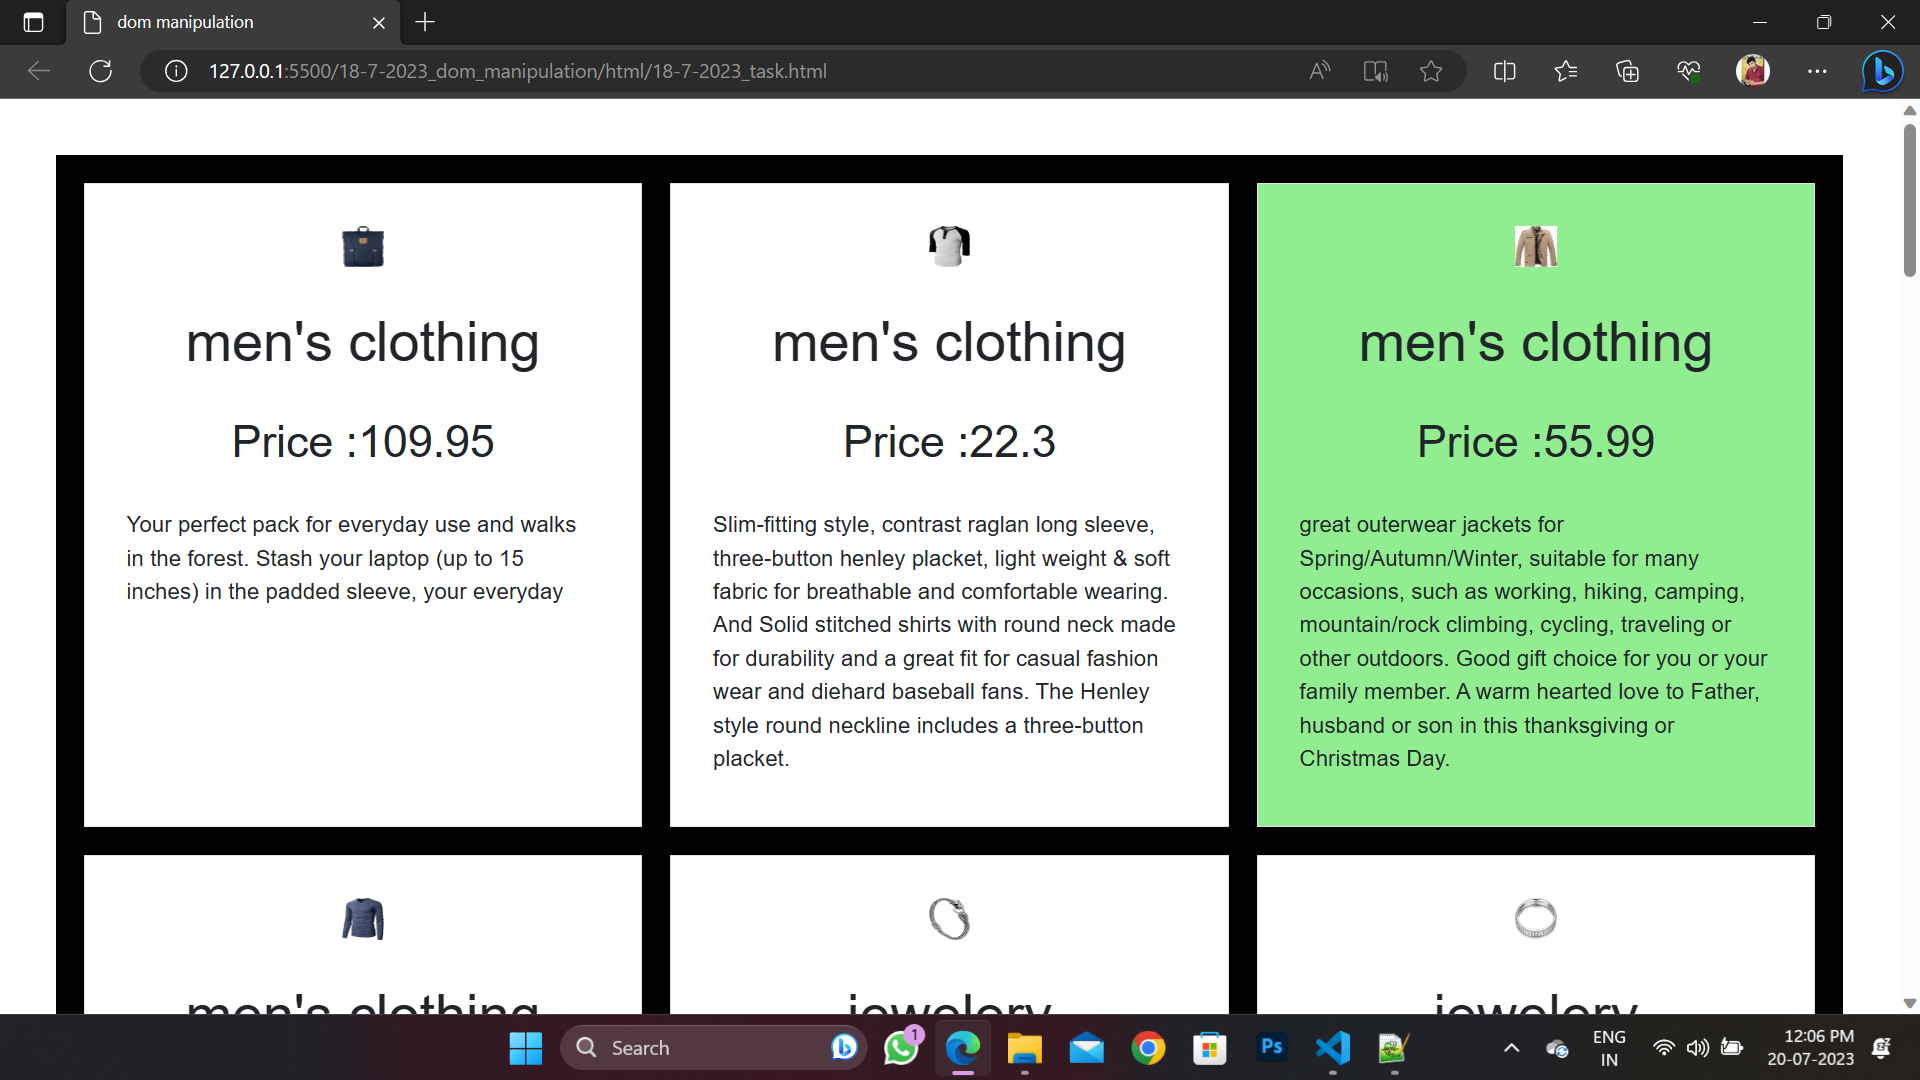 dom manipulation
127.0.0.1:5500/18-7-2023_dom_manipulation/html/18-7-2023_task.html
men's clothing
Price :109.95
Your perfect pack for everyday use and walks
in the forest. Stash your laptop (up to 15
inches) in the padded sleeve, your everyday
men's clothing
Price :22.3
Slim-fitting style, contrast raglan long sleeve,
three-button henley placket, light weight & soft
fabric for breathable and comfortable wearing.
And Solid stitched shirts with round neck made
for durability and a great fit for casual fashion
wear and diehard baseball fans. The Henley
style round neckline includes a three-button
placket.
men's clothing
Price :55.99
great outerwear jackets for
Spring/Autumn/Winter, suitable for many
occasions, such as working, hiking, camping,
mountain/rock climbing, cycling, traveling or
other outdoors. Good gift choice for you or your
family member. A warm hearted love to Father,
husband or son in this thanksgiving or
Christmas Day.
men's clothing
jewelery
jewelery
Search
1
Ps
ENG
IN
12:06 PM
20-07-2023